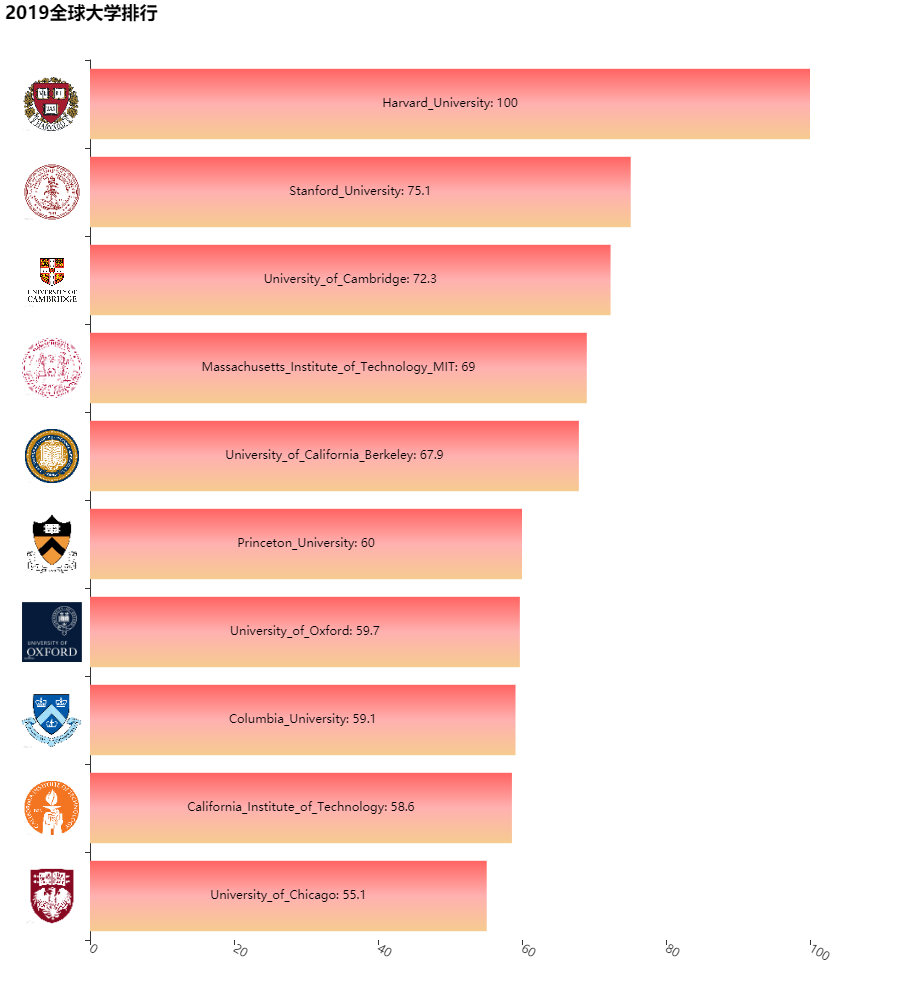 2019全球大学排行
Harvard_University: 100
Stanford_University: 75.1
UNIVERSITY OF
CAMBRIDGE
University_of_Cambridge: 72.3
Massachusetts_Institute_of_Technology_MIT: 69
University_of_California_Berkeley: 67.9
Princeton_University: 60
UNIVERSITY OF
OXFORD
University_of_Oxford: 59.7
Columbia_University: 59.1
California_Institute_of_Technology: 58.6
University_of_Chicago: 55.1
0 20 40 60 80 100